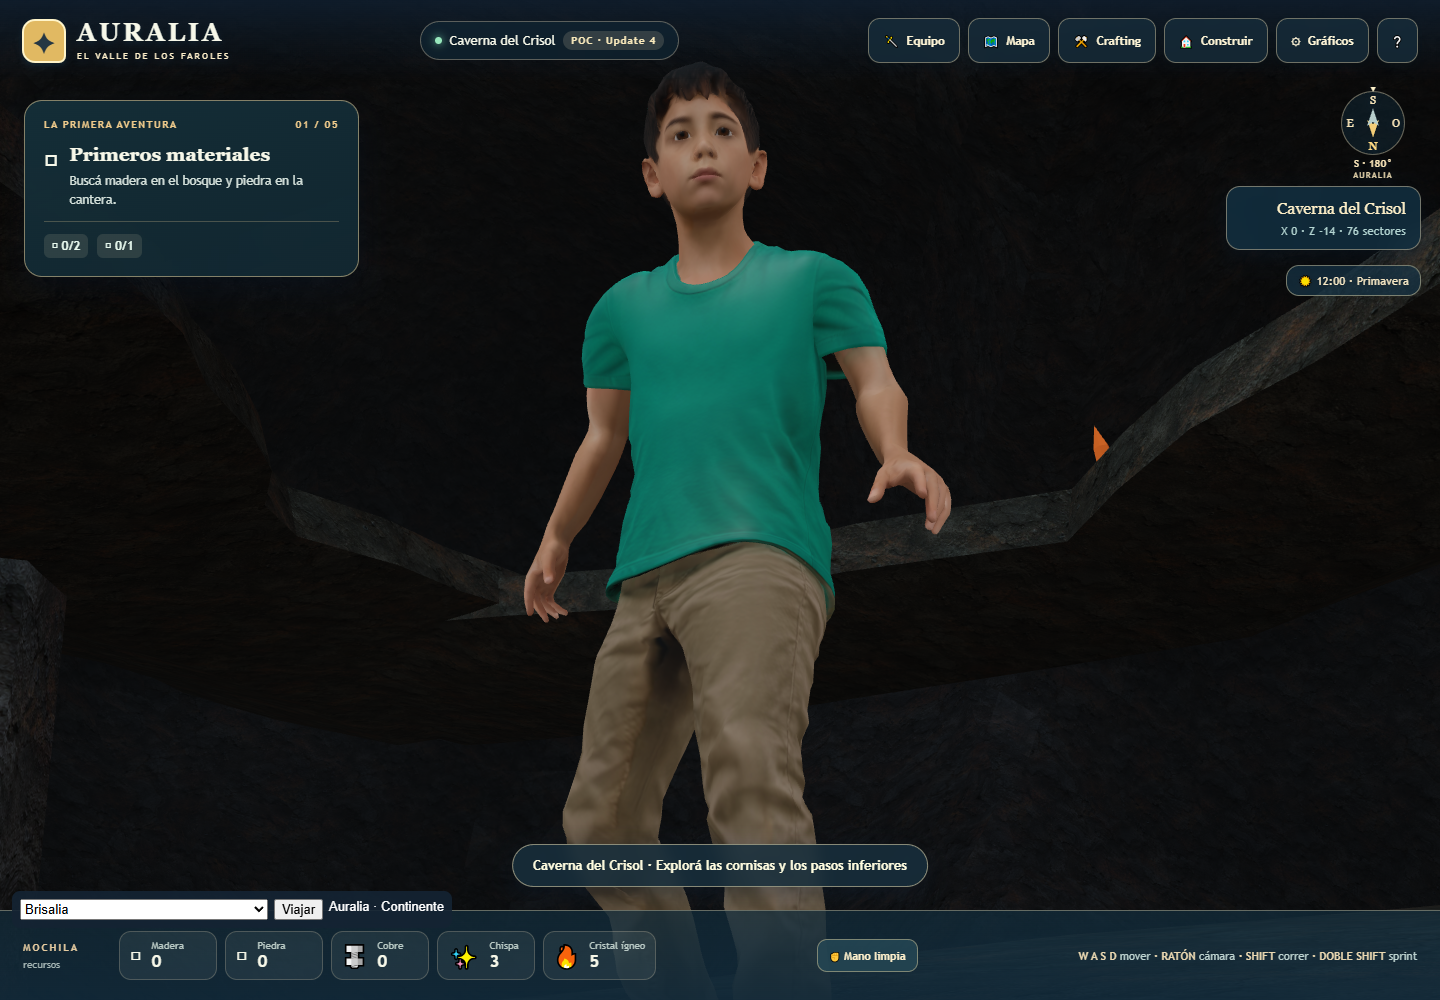 AURALIA
EL VALLE DE LOS FAROLES
Caverna del Crisol POC · Update 4
Equipo
Mapa
Crafting
Construir
Gráficos
?
LA PRIMERA AVENTURA 01 / 05
Primeros materiales
Buscá madera en el bosque y piedra en la
cantera.
0/2 0/1
S
E O
N
S · 180°
AURALIA
Caverna del Crisol
X 0 · Z -14 · 76 sectores
12:00 · Primavera
Caverna del Crisol · Explorá las cornisas y los pasos inferiores
Brisalia Viajar Auralia · Continente
MOCHILA
recursos
Madera
0
Piedra
0
Cobre
0
Chispa
3
Cristal ígneo
5
Mano limpia
W A S D mover · RATÓN cámara · SHIFT correr · DOBLE SHIFT sprint